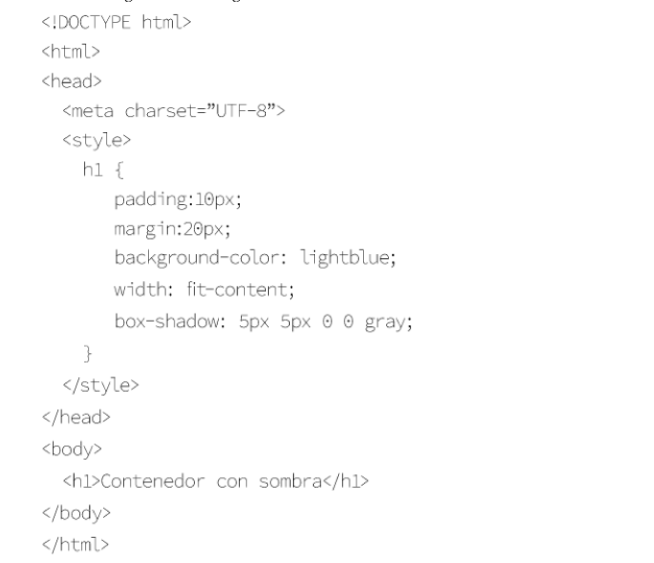 <!DOCTYPE html>
<html>
<head>
<meta charset=”UTF-8”>
<style>
h1 {
padding:10px;
margin:20px;
background-color: lightblue;
width: fit-content;
box-shadow: 5px 5px 0 0 gray;
}
</style>
</head>
<body>
<h1>Contenedor con sombra</h1>
</body>
</html>